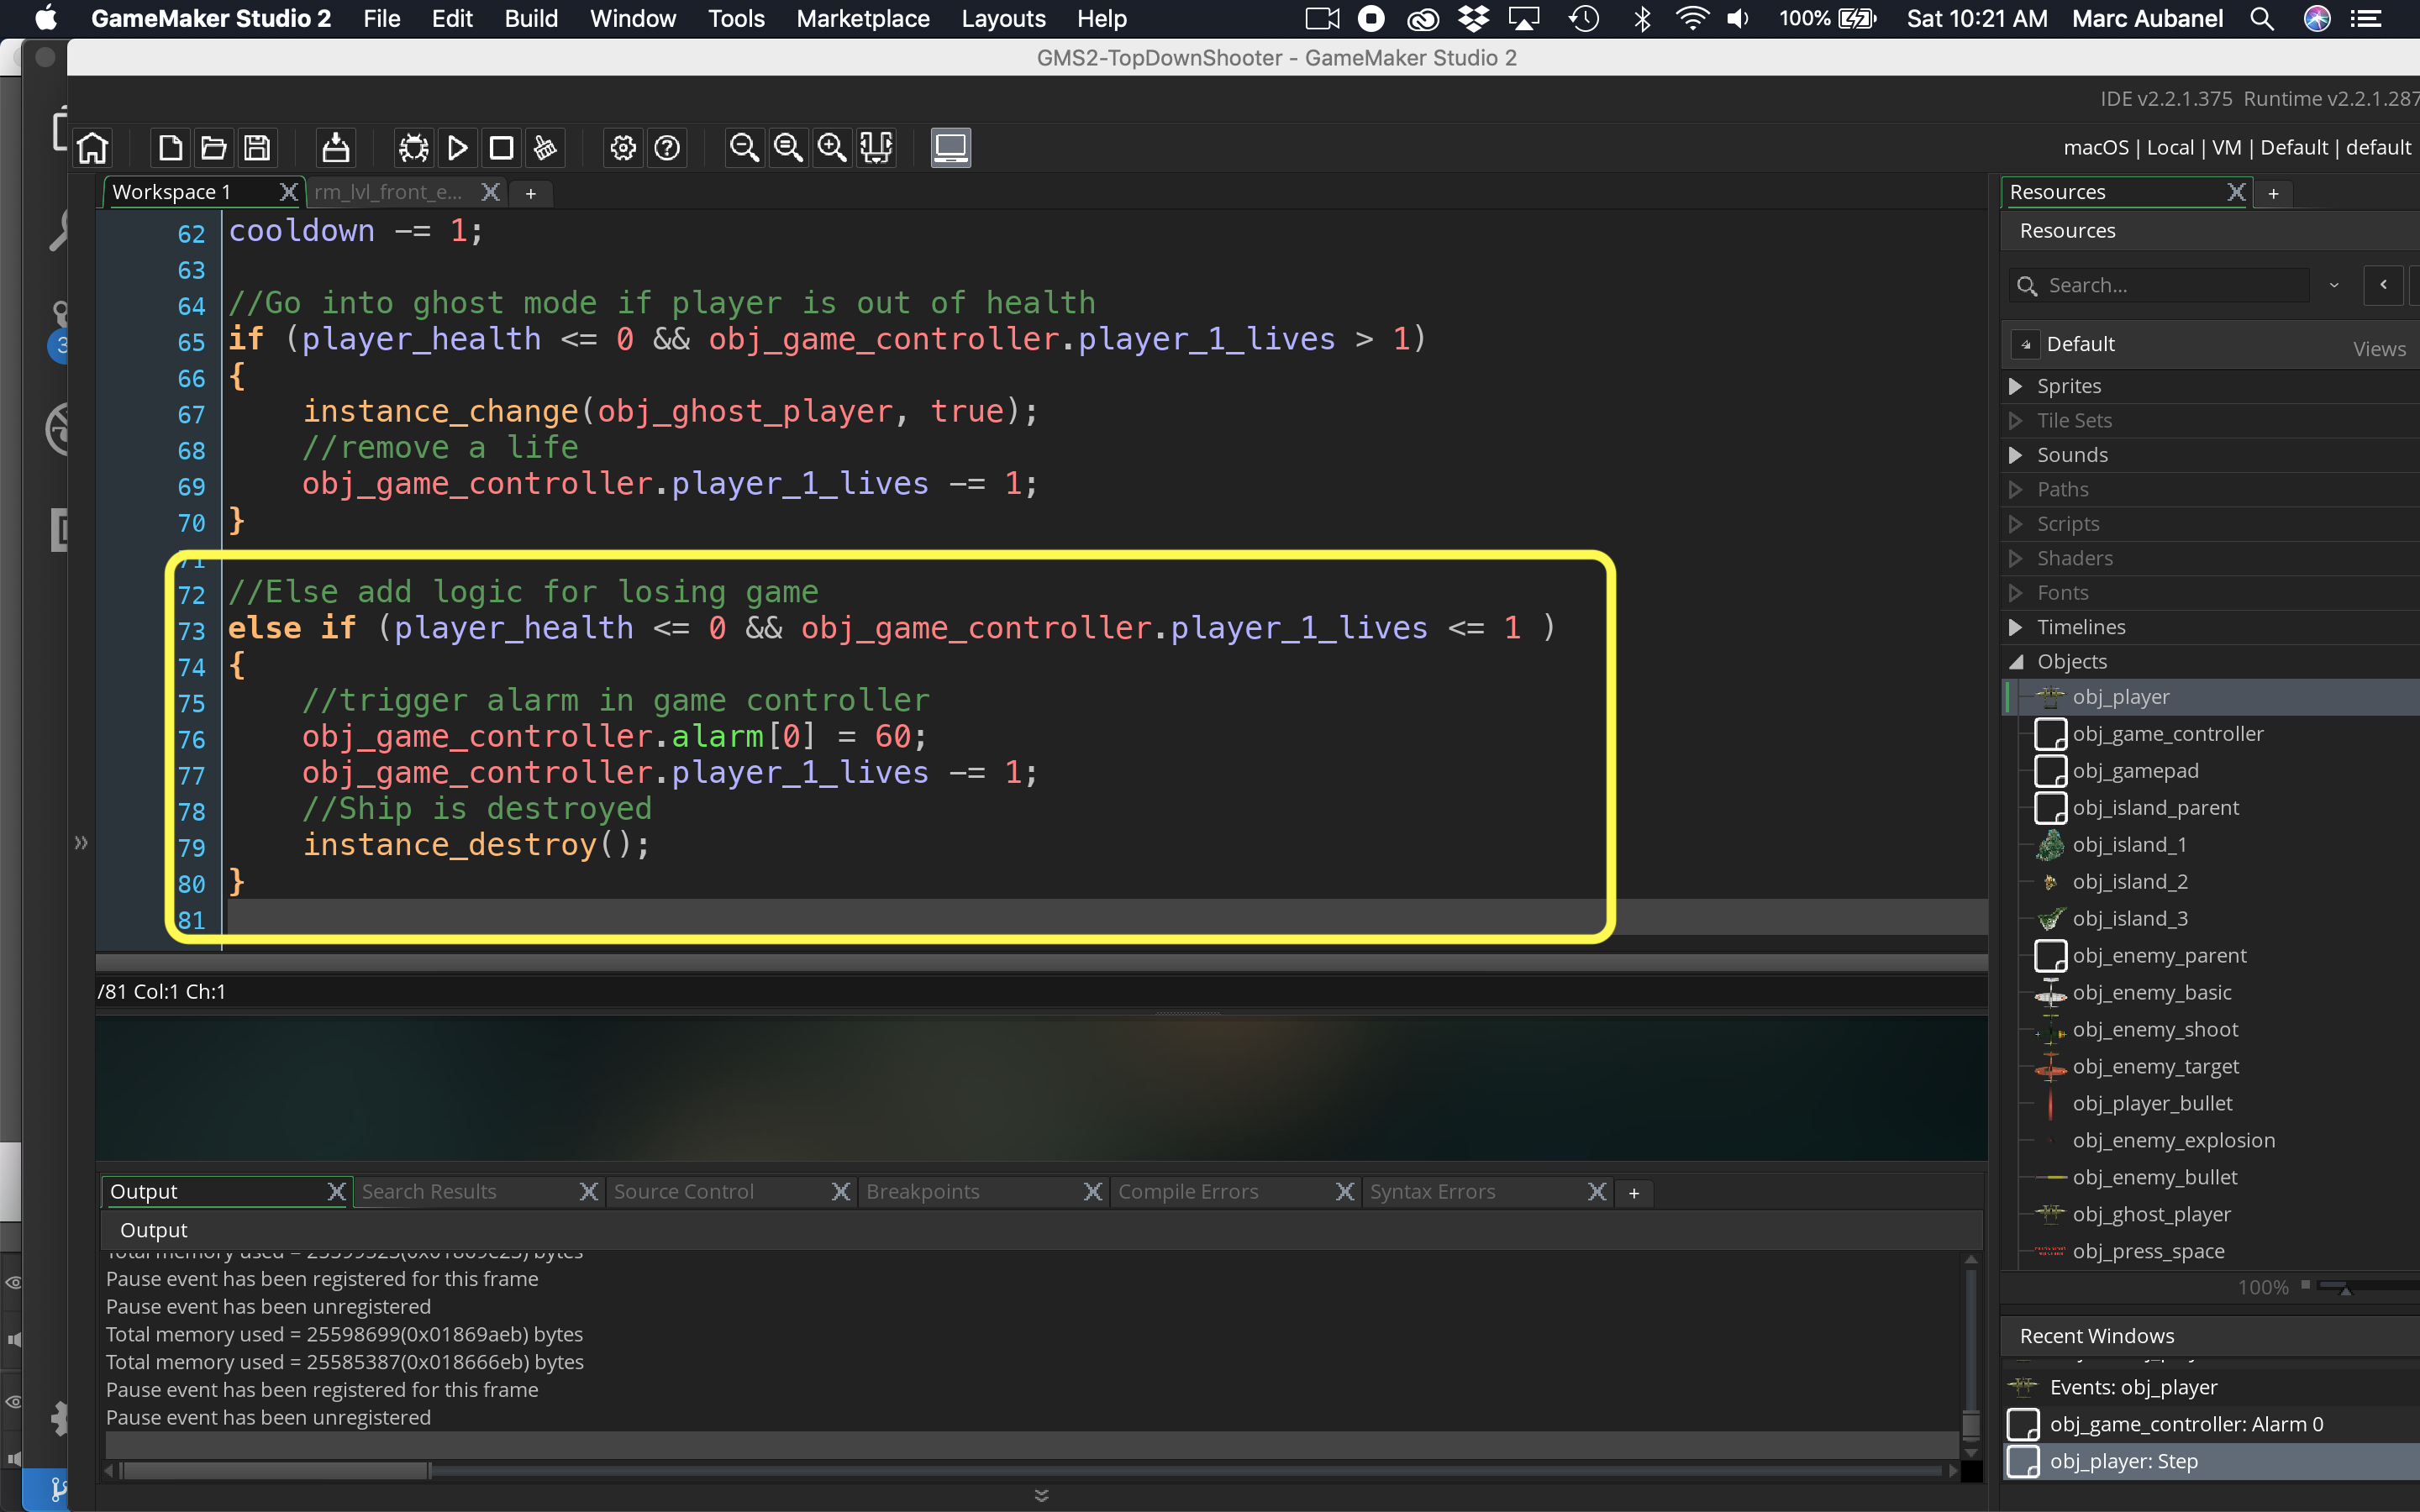 GameMaker Studio 2 File Edit Build Window Tools Marketplace Layouts Help 100% Sat 10:21 AM Marc Aubanel
GMS2-TopDownShooter - GameMaker Studio 2
IDE v2.2.1.375 Runtime v2.2.1.287
macOS | Local | VM | Default | default
Workspace 1 rm_lvl_front_e... +
62 cooldown -= 1;
63
64 //Go into ghost mode if player is out of health
65 if (player_health <= 0 && obj_game_controller.player_1_lives > 1)
66 {
67 instance_change(obj_ghost_player, true);
68 //remove a life
69 obj_game_controller.player_1_lives -= 1;
70 }
71
72 //Else add logic for losing game
73 else if (player_health <= 0 && obj_game_controller.player_1_lives <= 1 )
74 {
75 //trigger alarm in game controller
76 obj_game_controller.alarm[0] = 60;
77 obj_game_controller.player_1_lives -= 1;
78 //Ship is destroyed
79 instance_destroy();
80 }
81
/81 Col:1 Ch:1
Output Search Results Source Control Breakpoints Compile Errors Syntax Errors +
Output
Pause event has been registered for this frame
Pause event has been unregistered
Total memory used = 25598699(0x01869aeb) bytes
Total memory used = 25585387(0x018666eb) bytes
Pause event has been registered for this frame
Pause event has been unregistered
Resources +
Resources
Search...
Default Views
Sprites
Tile Sets
Sounds
Paths
Scripts
Shaders
Fonts
Timelines
Objects
obj_player
obj_game_controller
obj_gamepad
obj_island_parent
obj_island_1
obj_island_2
obj_island_3
obj_enemy_parent
obj_enemy_basic
obj_enemy_shoot
obj_enemy_target
obj_player_bullet
obj_enemy_explosion
obj_enemy_bullet
obj_ghost_player
obj_press_space
100%
Recent Windows
Events: obj_player
obj_game_controller: Alarm 0
obj_player: Step